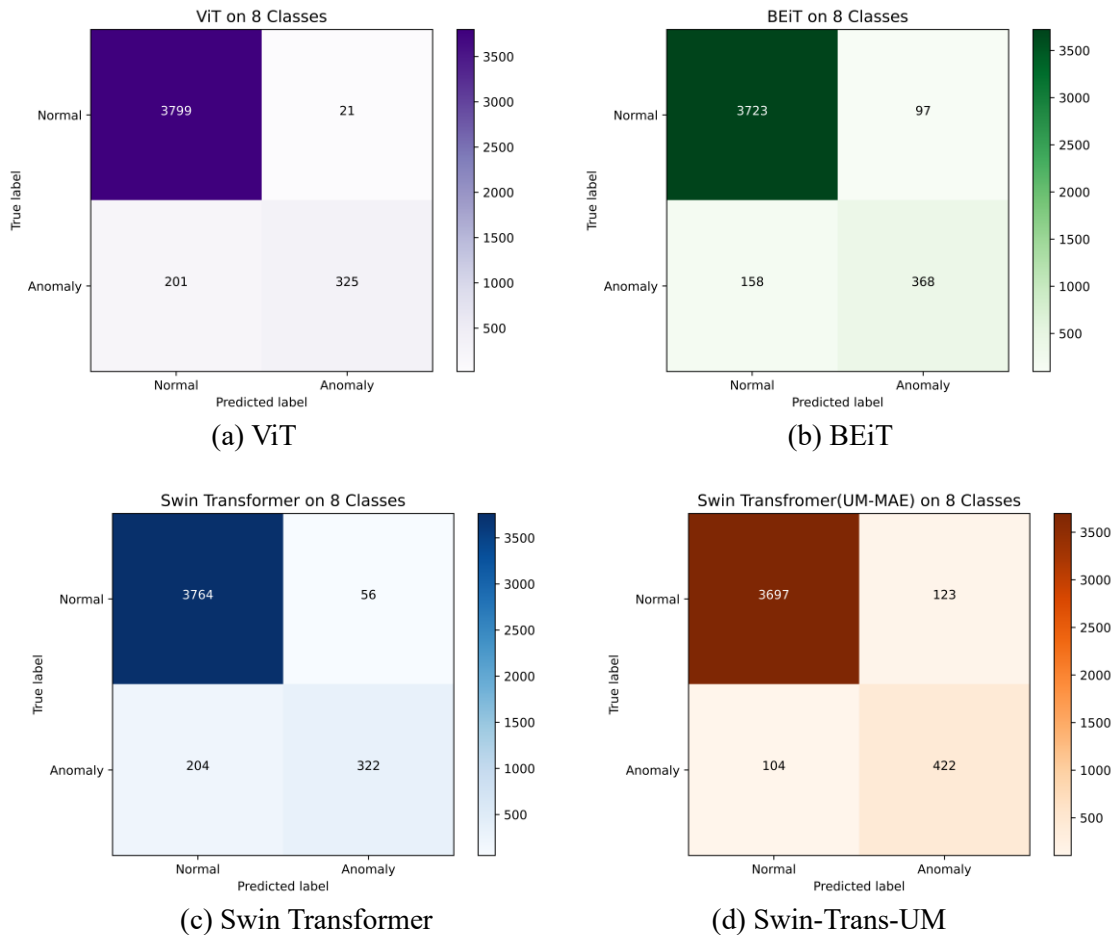 ViT on 8 Classes
3799
21
201
325
Normal
Anomaly
True label
Normal
Anomaly
Predicted label
3500
3000
2500
2000
1500
1000
500
(a) ViT
BEiT on 8 Classes
3723
97
158
368
Normal
Anomaly
True label
Normal
Anomaly
Predicted label
3500
3000
2500
2000
1500
1000
500
(b) BEiT
Swin Transformer on 8 Classes
3764
56
204
322
Normal
Anomaly
True label
Normal
Anomaly
Predicted label
3500
3000
2500
2000
1500
1000
500
(c) Swin Transformer
Swin Transfromer(UM-MAE) on 8 Classes
3697
123
104
422
Normal
Anomaly
True label
Normal
Anomaly
Predicted label
3500
3000
2500
2000
1500
1000
500
(d) Swin-Trans-UM